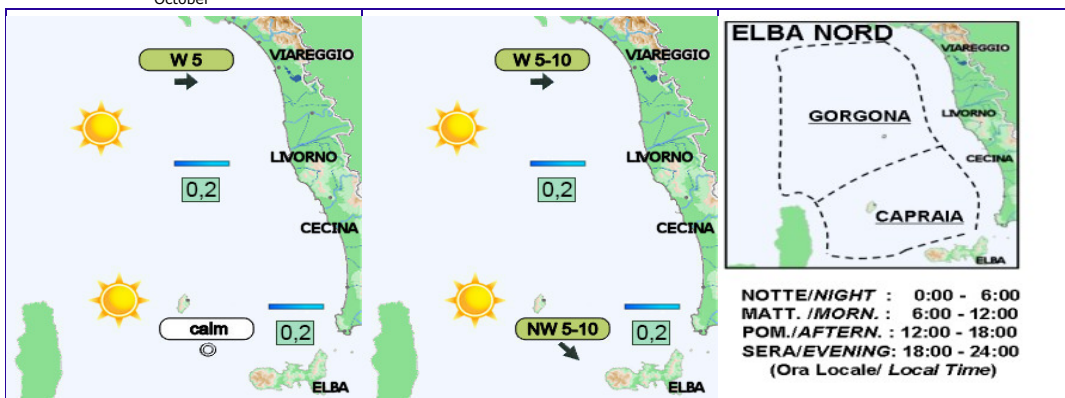 October
W 5
VIAREGGIO
LIVORNO
0,2
CECINA
calm
0,2
ELBA
W 5-10
VIAREGGIO
LIVORNO
0,2
CECINA
NW 5-10
0,2
ELBA
ELBA NORD
VIAREGGIO
GORGONA
LIVORNO
CECINA
CAPRAIA
ELBA
NOTTE/NIGHT : 0:00 - 6:00
MATT. /MORN. : 6:00 - 12:00
POM./AFTERN. : 12:00 - 18:00
SERA/EVENING: 18:00 - 24:00
(Ora Locale/ Local Time)